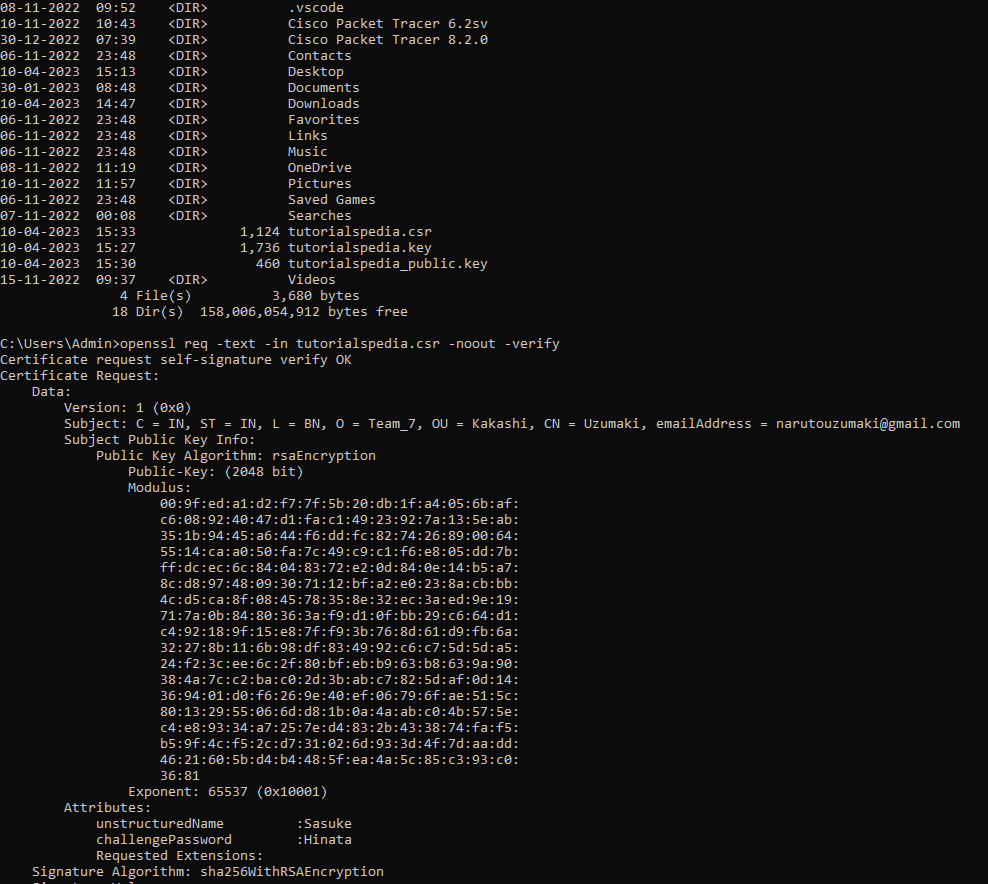 08-11-2022  09:52    <DIR>          .vscode
10-11-2022  10:43    <DIR>          Cisco Packet Tracer 6.2sv
30-12-2022  07:39    <DIR>          Cisco Packet Tracer 8.2.0
06-11-2022  23:48    <DIR>          Contacts
10-04-2023  15:13    <DIR>          Desktop
30-01-2023  08:48    <DIR>          Documents
10-04-2023  14:47    <DIR>          Downloads
06-11-2022  23:48    <DIR>          Favorites
06-11-2022  23:48    <DIR>          Links
06-11-2022  23:48    <DIR>          Music
08-11-2022  11:19    <DIR>          OneDrive
10-11-2022  11:57    <DIR>          Pictures
06-11-2022  23:48    <DIR>          Saved Games
07-11-2022  00:08    <DIR>          Searches
10-04-2023  15:33             1,124 tutorialspedia.csr
10-04-2023  15:27             1,736 tutorialspedia.key
10-04-2023  15:30               460 tutorialspedia_public.key
15-11-2022  09:37    <DIR>          Videos
               4 File(s)          3,680 bytes
              18 Dir(s)  158,006,054,912 bytes free

C:\Users\Admin>openssl req -text -in tutorialspedia.csr -noout -verify
Certificate request self-signature verify OK
Certificate Request:
    Data:
        Version: 1 (0x0)
        Subject: C = IN, ST = IN, L = BN, O = Team_7, OU = Kakashi, CN = Uzumaki, emailAddress = narutouzumaki@gmail.com
        Subject Public Key Info:
            Public Key Algorithm: rsaEncryption
                Public-Key: (2048 bit)
                Modulus:
                    00:9f:ed:a1:d2:f7:7f:5b:20:db:1f:a4:05:6b:af:
                    c6:08:92:40:47:d1:fa:c1:49:23:92:7a:13:5e:ab:
                    35:1b:94:45:a6:44:f6:dd:fc:82:74:26:89:00:64:
                    55:14:ca:a0:50:fa:7c:49:c9:c1:f6:e8:05:dd:7b:
                    ff:dc:ec:6c:84:04:83:72:e2:0d:84:0e:14:b5:a7:
                    8c:d8:97:48:09:30:71:12:bf:a2:e0:23:8a:cb:bb:
                    4c:d5:ca:8f:08:45:78:35:8e:32:ec:3a:ed:9e:19:
                    71:7a:0b:84:80:36:3a:f9:d1:0f:bb:29:c6:64:d1:
                    c4:92:18:9f:15:e8:7f:f9:3b:76:8d:61:d9:fb:6a:
                    32:27:8b:11:6b:98:df:83:49:92:c6:c7:5d:5d:a5:
                    24:f2:3c:ee:6c:2f:80:bf:eb:b9:63:b8:63:9a:90:
                    38:4a:7c:c2:ba:c0:2d:3b:ab:c7:82:5d:af:0d:14:
                    36:94:01:d0:f6:26:9e:40:ef:06:79:6f:ae:51:5c:
                    80:13:29:55:06:6d:d8:1b:0a:4a:ab:c0:4b:57:5e:
                    c4:e8:93:34:a7:25:7e:d4:83:2b:43:38:74:fa:f5:
                    b5:9f:4c:f5:2c:d7:31:02:6d:93:3d:4f:7d:aa:dd:
                    46:21:60:5b:d4:b4:48:5f:ea:4a:5c:85:c3:93:c0:
                    36:81
                Exponent: 65537 (0x10001)
        Attributes:
            unstructuredName         :Sasuke
            challengePassword        :Hinata
            Requested Extensions:
    Signature Algorithm: sha256WithRSAEncryption